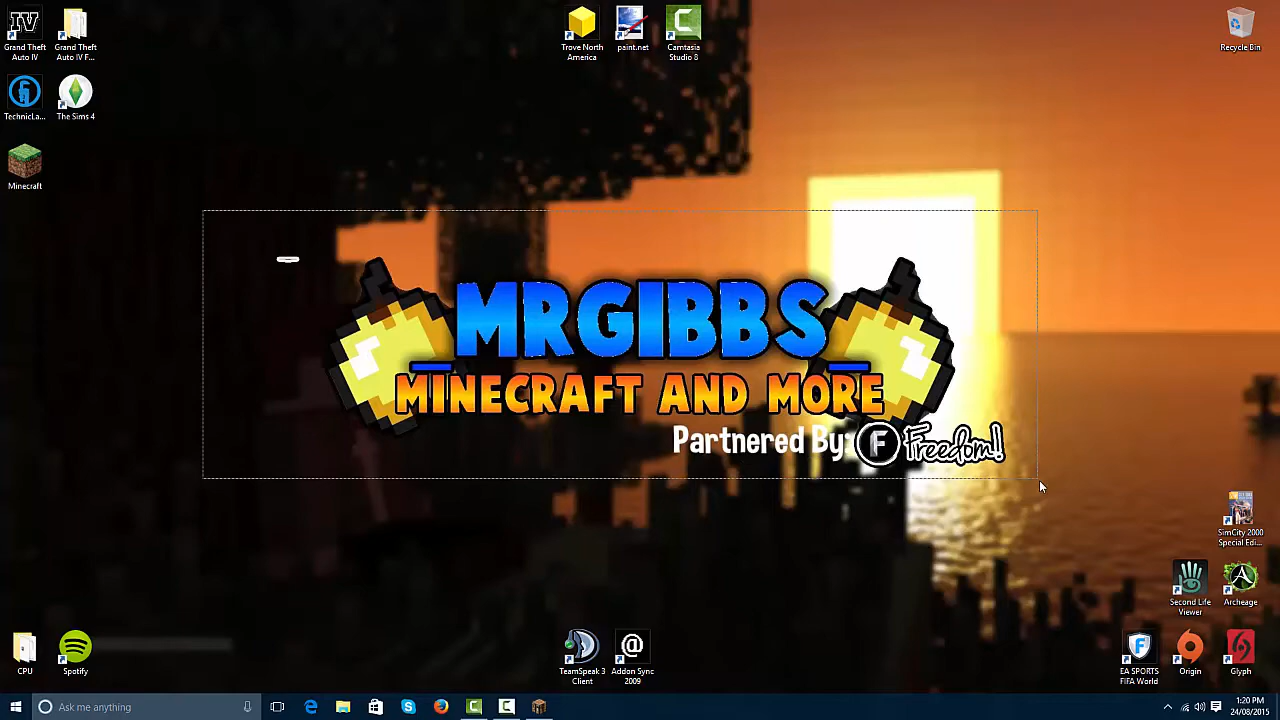 Grand Theft
Auto IV
Grand Theft
Auto IV F...
Trove North
America
paint.net
Camtasia
Studio 8
Recycle Bin
TechnicLa...
The Sims 4
Minecraft
_MRGIBBS_
MINECRAFT AND MORE
Partnered By:
F Freedom!
SimCity 2000
Special Edi...
Second Life
Viewer
Archeage
CPU
Spotify
TeamSpeak 3
Client
Addon Sync
2009
EA SPORTS
FIFA World
Origin
Glyph
Ask me anything
1:20 PM
24/08/2015